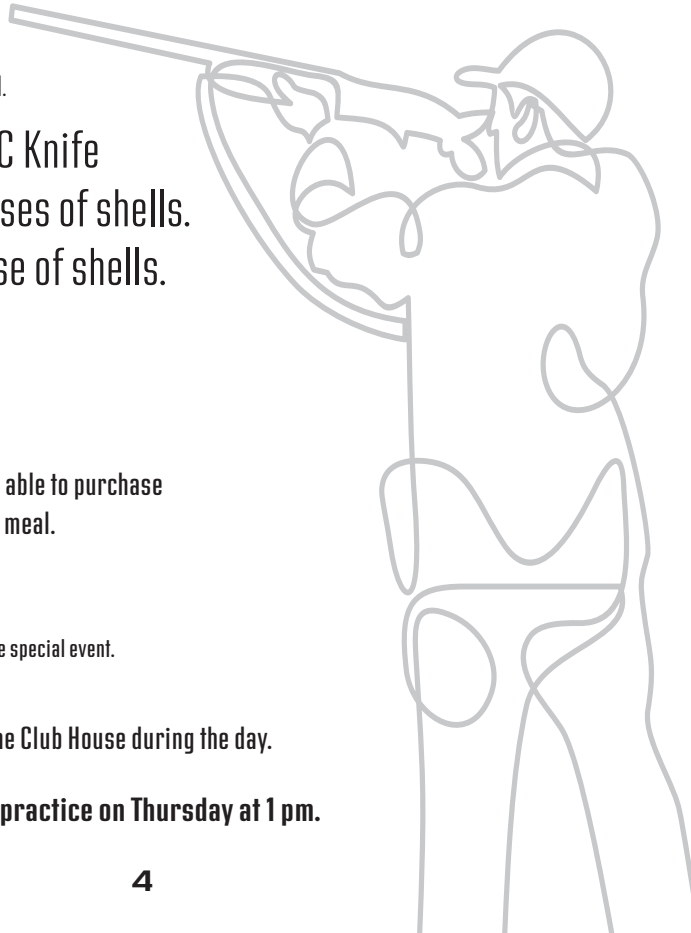 .
C Knife
ses of shells.
se of shells.
able to purchase
meal.
e special event.
ne Club House during the day.
practice on Thursday at 1 pm.
4